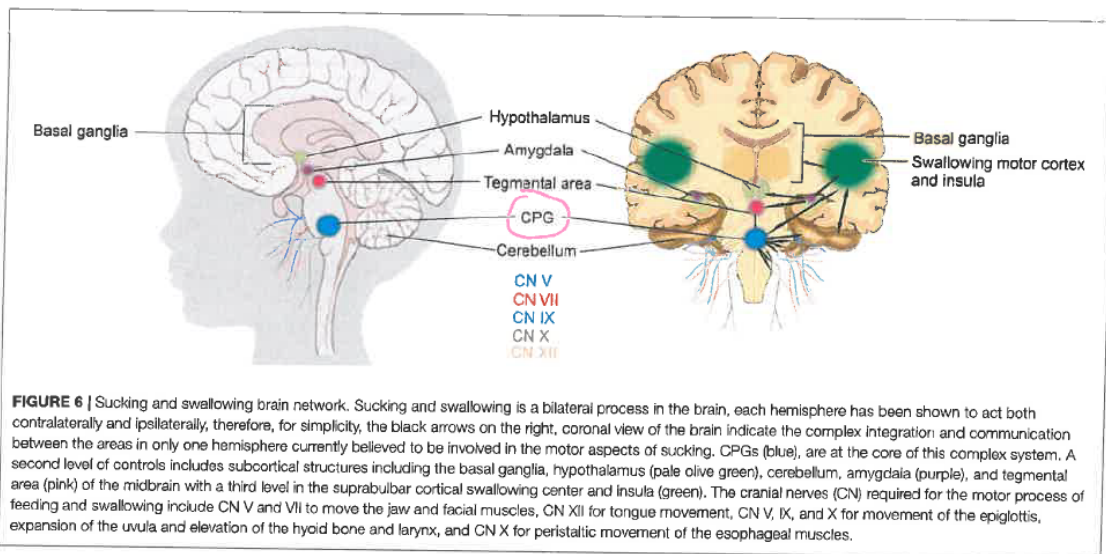 Basal ganglia
Hypothalamus
Amygdala
Tegmental area
CPG
Cerebellum
Basal ganglia
Swallowing motor cortex
and insula
CN V
CN VII
CN IX
CN X
CN XII
FIGURE 6 | Sucking and swallowing brain network. Sucking and swallowing is a bilateral process in the brain, each hemisphere has been shown to act both
contralaterally and ipsilaterally, therefore, for simplicity, the black arrows on the right, coronal view of the brain indicate the complex integration and communication
between the areas in only one hemisphere currently believed to be involved in the motor aspects of sucking. CPGs (blue), are at the core of this complex system. A
second level of controls includes subcortical structures including the basal ganglia, hypothalamus (pale olive green), cerebellum, amygdala (purple), and tegmental
area (pink) of the midbrain with a third level in the suprabulbar cortical swallowing center and insula (green). The cranial nerves (CN) required for the motor process of
feeding and swallowing include CN V and VII to move the jaw and facial muscles, CN XII for tongue movement, CN V, IX, and X for movement of the epiglottis,
expansion of the uvula and elevation of the hyoid bone and larynx, and CN X for peristaltic movement of the esophageal muscles.